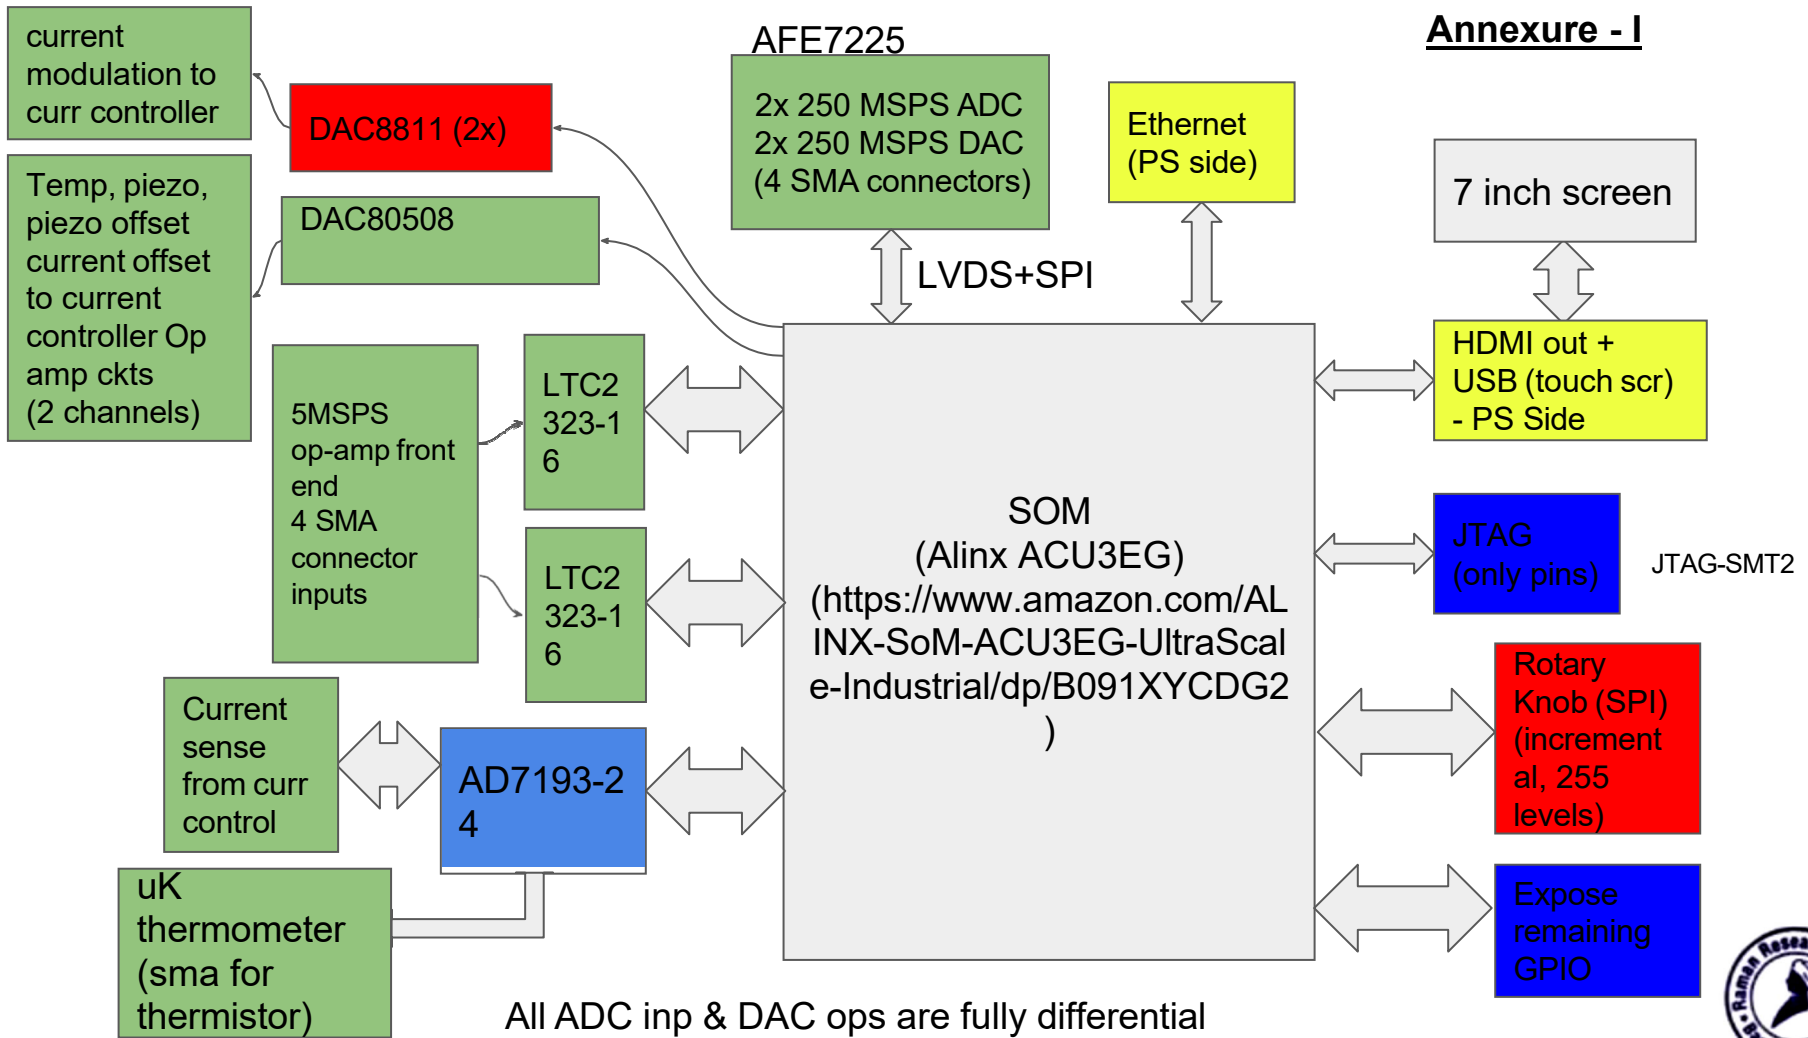 Annexure - I
current
modulation to
curr controller
DAC8811 (2x)
Temp, piezo,
piezo offset
current offset
to current
controller Op
amp ckts
(2 channels)
DAC80508
AFE7225
2x 250 MSPS ADC
2x 250 MSPS DAC
(4 SMA connectors)
LVDS+SPI
Ethernet
(PS side)
7 inch screen
HDMI out +
USB (touch scr)
- PS Side
5MSPS
op-amp front
end
4 SMA
connector
inputs
LTC2
323-1
6
LTC2
323-1
6
SOM
(Alinx ACU3EG)
(https://www.amazon.com/AL
INX-SoM-ACU3EG-UltraScal
e-Industrial/dp/B091XYCDG2
)
JTAG
(only pins)
JTAG-SMT2
Rotary
Knob (SPI)
(increment
al, 255
levels)
Expose
remaining
GPIO
Current
sense
from curr
control
AD7193-2
4
uK
thermometer
(sma for
thermistor)
All ADC inp & DAC ops are fully differential
Raman